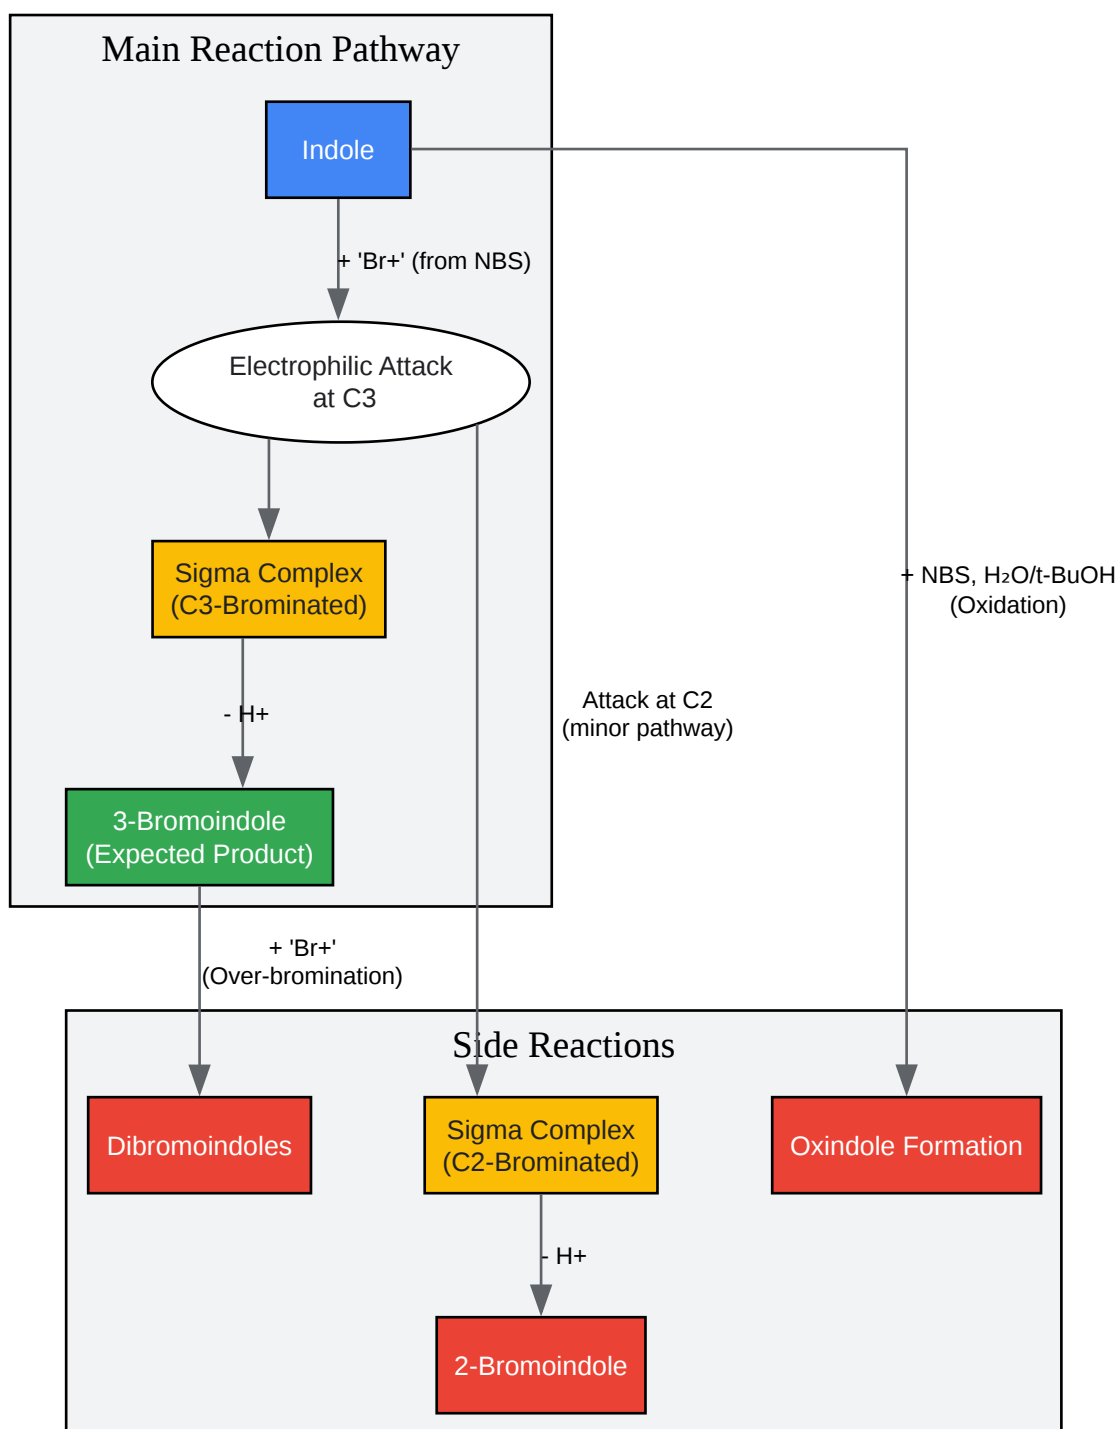 Main Reaction Pathway
Indole
+ 'Br+' (from NBS)
Electrophilic Attack
at C3
Sigma Complex
(C3-Brominated)
+ NBS, H₂O/t-BuOH
(Oxidation)
- H+
Attack at C2
(minor pathway)
3-Bromoindole
(Expected Product)
+ 'Br+'
(Over-bromination)
Side Reactions
Dibromoindoles
Sigma Complex
(C2-Brominated)
Oxindole Formation
- H+
2-Bromoindole